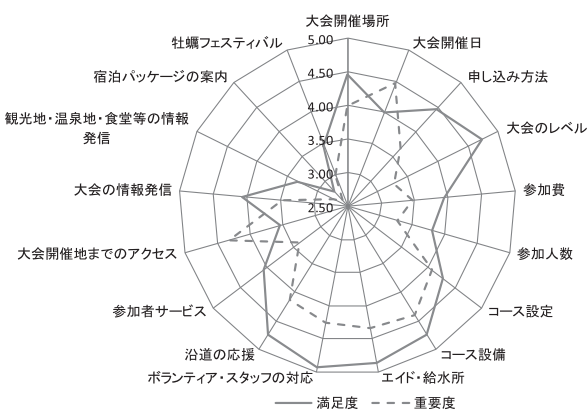 大会開催場所
大会開催日
申し込み方法
大会のレベル
参加費
参加人数
コース設定
コース設備
エイド・給水所
ボランティア・スタッフの対応
沿道の応援
参加者サービス
大会開催地までのアクセス
大会の情報発信
観光地・温泉地・食堂等の情報
発信
宿泊パッケージの案内
牡蠣フェスティバル
5.00
4.50
4.00
3.50
3.00
2.50
満足度 重要度